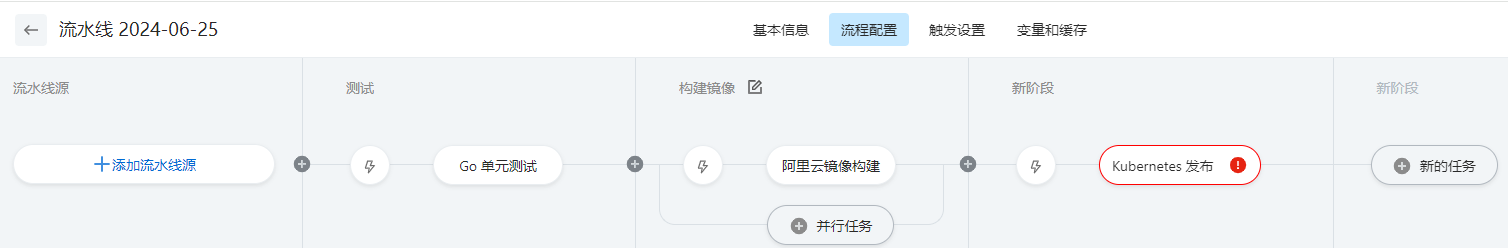 流水线 2024-06-25
基本信息 流程配置 触发设置 变量和缓存
流水线源 测试 构建镜像 新阶段 新阶段
添加流水线源 Go 单元测试 阿里云镜像构建 Kubernetes 发布 新的任务
并行任务